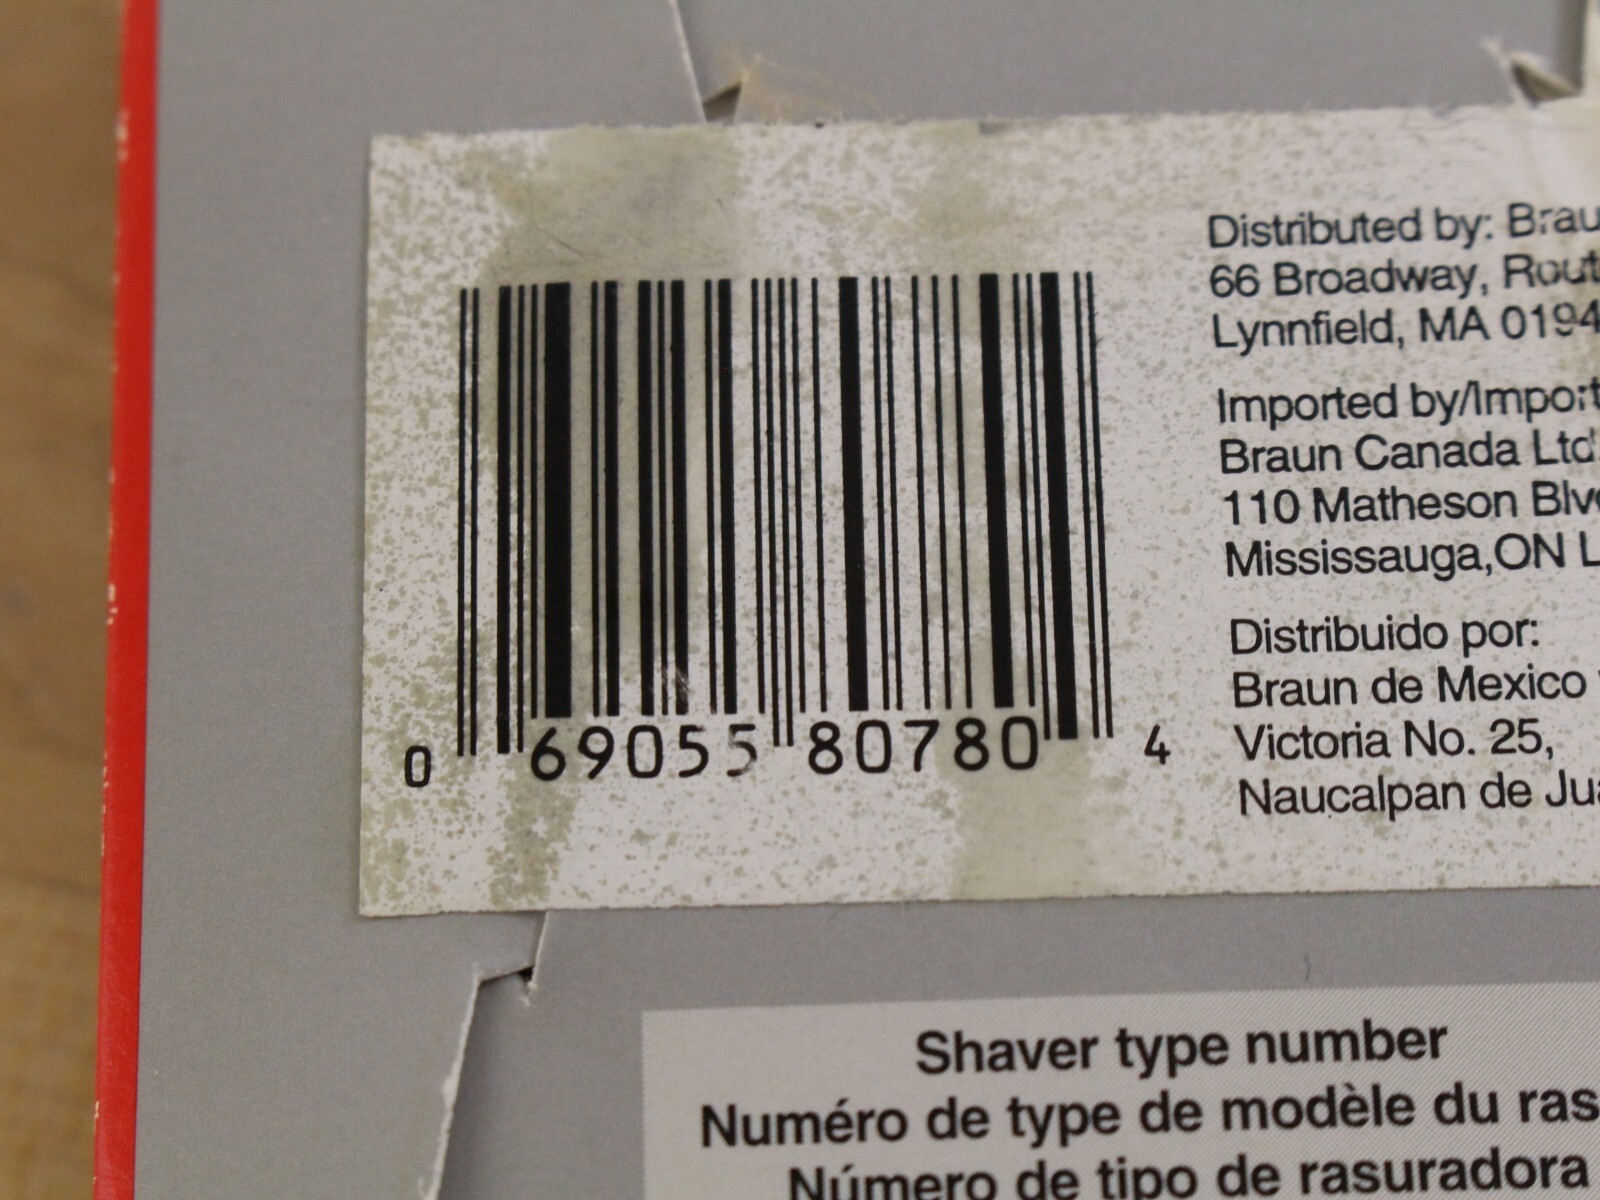 Distributed by: Brau
66 Broadway, Rout
Lynnfield, MA 0194
Imported by/Import
Braun Canada Ltd
110 Matheson Blv
Mississauga,ON L
Distribuido por:
Braun de Mexico
Victoria No. 25,
Naucalpan de Ju
0 69055 80780 4
Shaver type number
Numéro de type de modèle du ras
Número de tipo de rasuradora